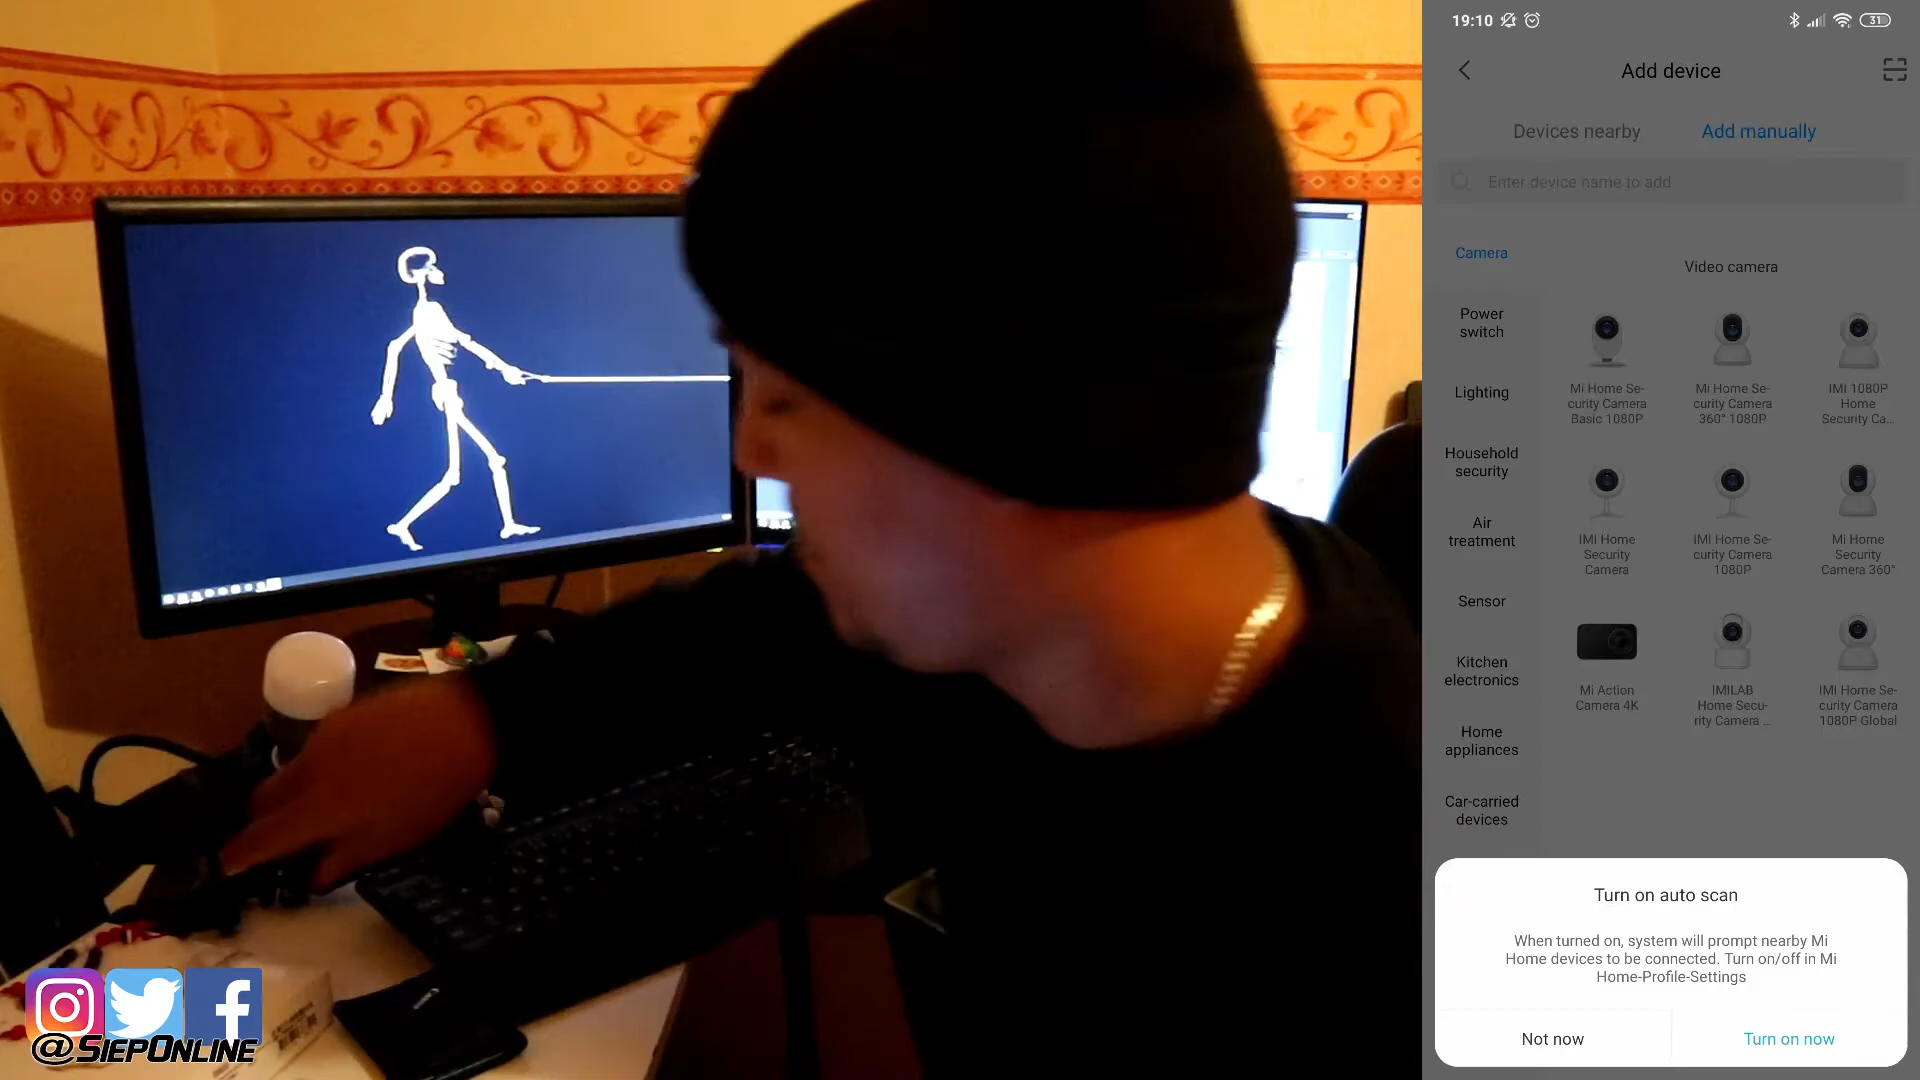 19:10
31
Add device
Devices nearby
Add manually
Enter device name to add
Camera
Video camera
Power
switch
Lighting
Household
security
Air
treatment
Sensor
Kitchen
electronics
Home
appliances
Car-carried
devices
Mi Home Se-
curity Camera
Basic 1080P
Mi Home Se-
curity Camera
360° 1080P
IMI 1080P
Home
Security Ca...
IMI Home
Security
Camera
IMI Home Se-
curity Camera
1080P
Mi Home
Security
Camera 360°
Mi Action
Camera 4K
IMILAB
Home Secu-
rity Camera ...
IMI Home Se-
curity Camera
1080P Global
Turn on auto scan
When turned on, system will prompt nearby Mi
Home devices to be connected. Turn on/off in Mi
Home-Profile-Settings
Not now
Turn on now
@SiepOnline